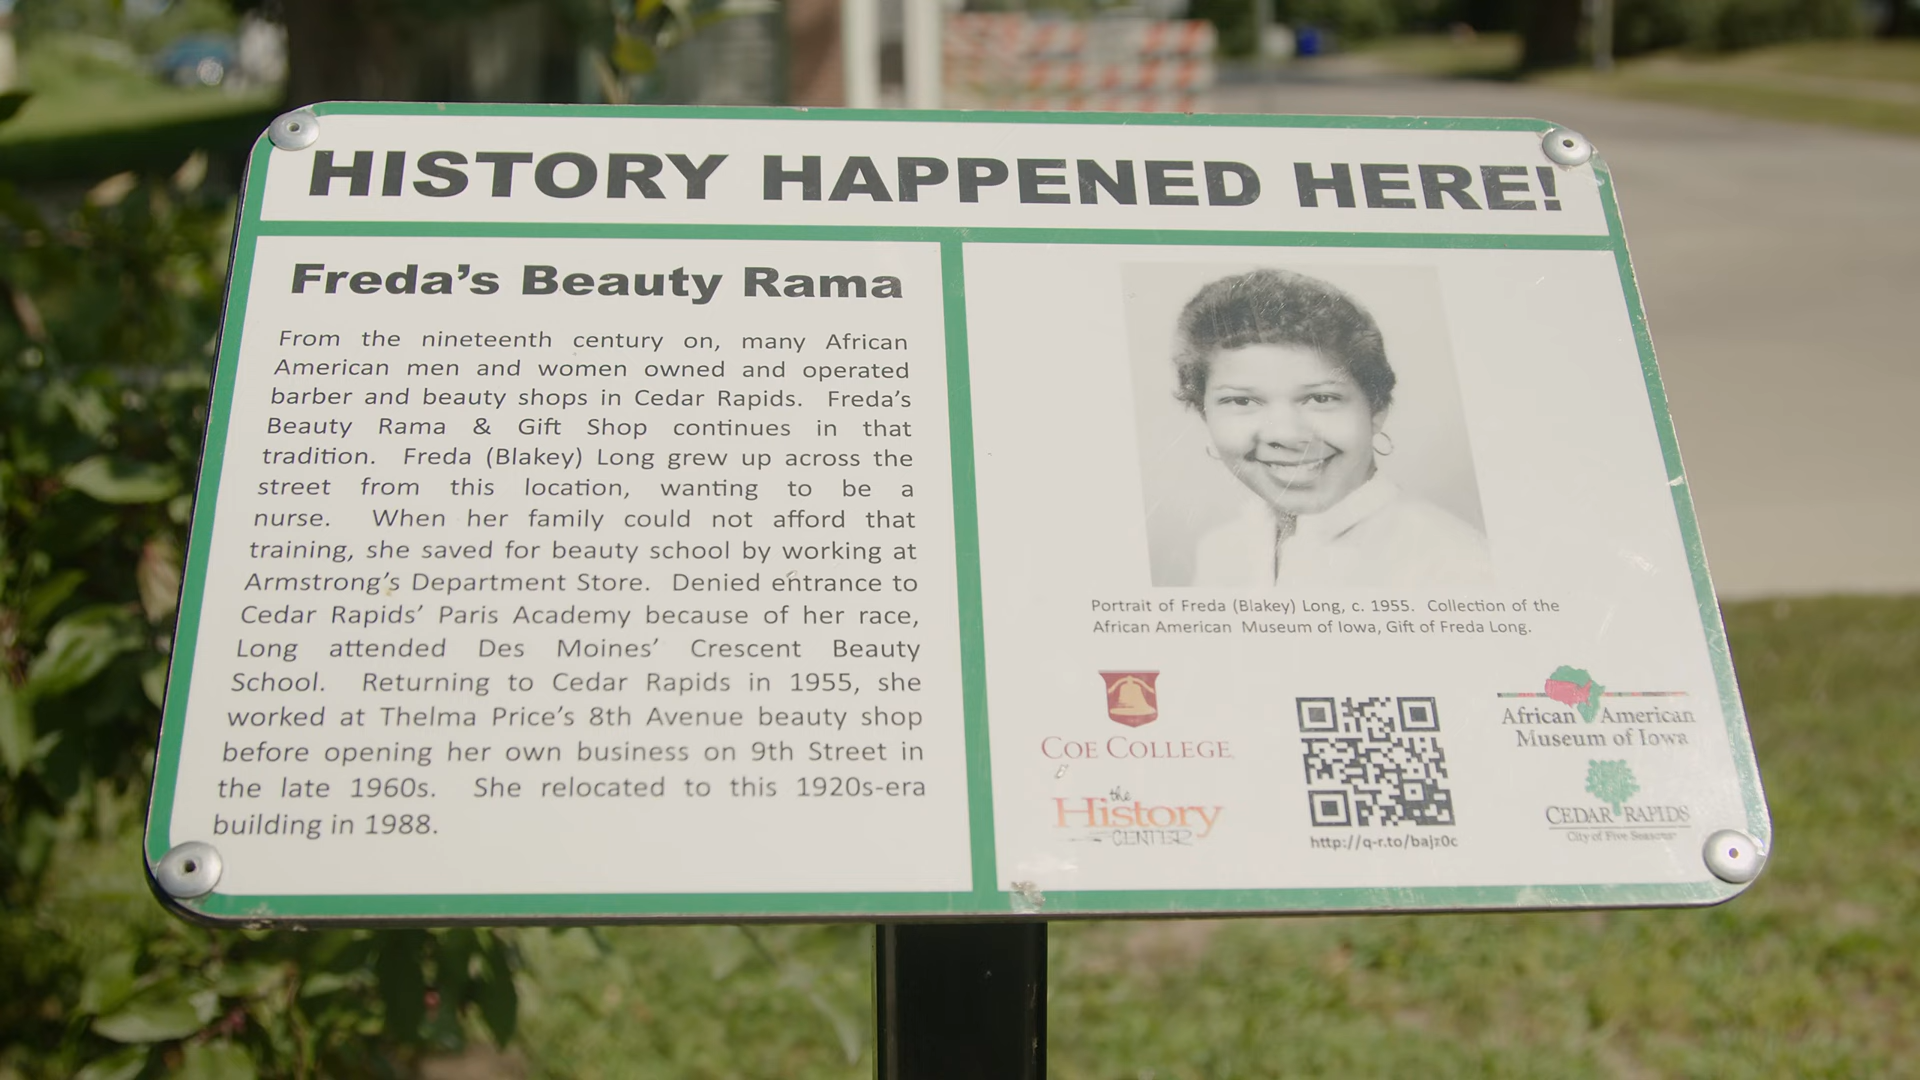 HISTORY HAPPENED HERE!
Freda's Beauty Rama
From the nineteenth century on, many African
American men and women owned and operated
barber and beauty shops in Cedar Rapids. Freda's
Beauty Rama & Gift Shop continues in that
tradition. Freda (Blakey) Long grew up across the
street from this location, wanting to be a
nurse. When her family could not afford that
training, she saved for beauty school by working at
Armstrong's Department Store. Denied entrance to
Cedar Rapids' Paris Academy because of her race,
Long attended Des Moines' Crescent Beauty
School. Returning to Cedar Rapids in 1955, she
worked at Thelma Price's 8th Avenue beauty shop
before opening her own business on 9th Street in
the late 1960s. She relocated to this 1920s-era
building in 1988.
Portrait of Freda (Blakey) Long, c. 1955. Collection of the
African American Museum of Iowa, Gift of Freda Long.
COE COLLEGE
the
History
CENTER
http://q-r.to/bajz0c
African American
Museum of Iowa
CEDAR RAPIDS
City of Five Seasons